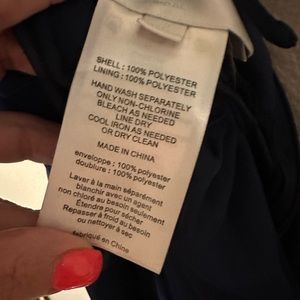 SHELL : 100% POLYESTER
LINING : 100% POLYESTER
HAND WASH SEPARATELY
ONLY NON-CHLORINE
BLEACH AS NEEDED
LINE DRY
COOL IRON AS NEEDED
OR DRY CLEAN
MADE IN CHINA
enveloppe : 100% polyester
doublure : 100% polyester
Laver à la main séparément
blanchir avec un agent
non chloré au besoin seulement
Étendre pour sécher
Repasser à froid au besoin
ou nettoyer à sec
fabriqué en Chine